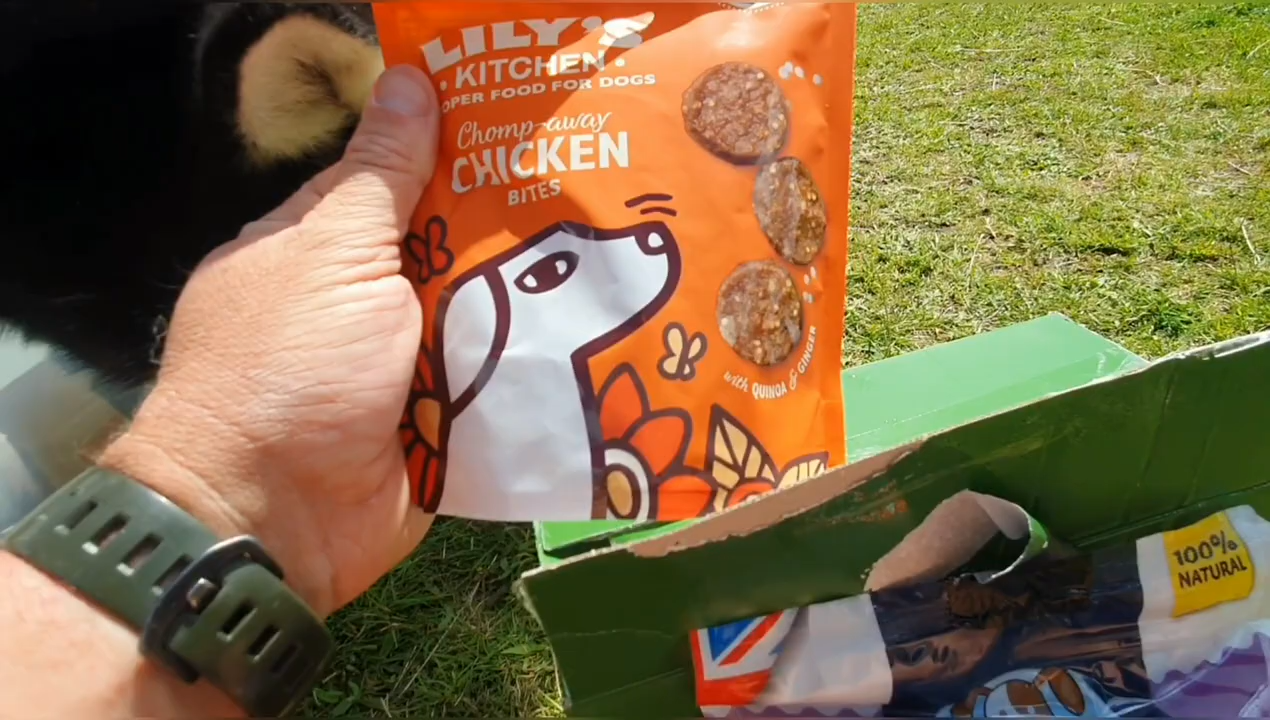 LILY'S
• KITCHEN •
OPER FOOD FOR DOGS
Chomp-away
CHICKEN
BITES
with QUINOA & GINGER
100%
NATURAL